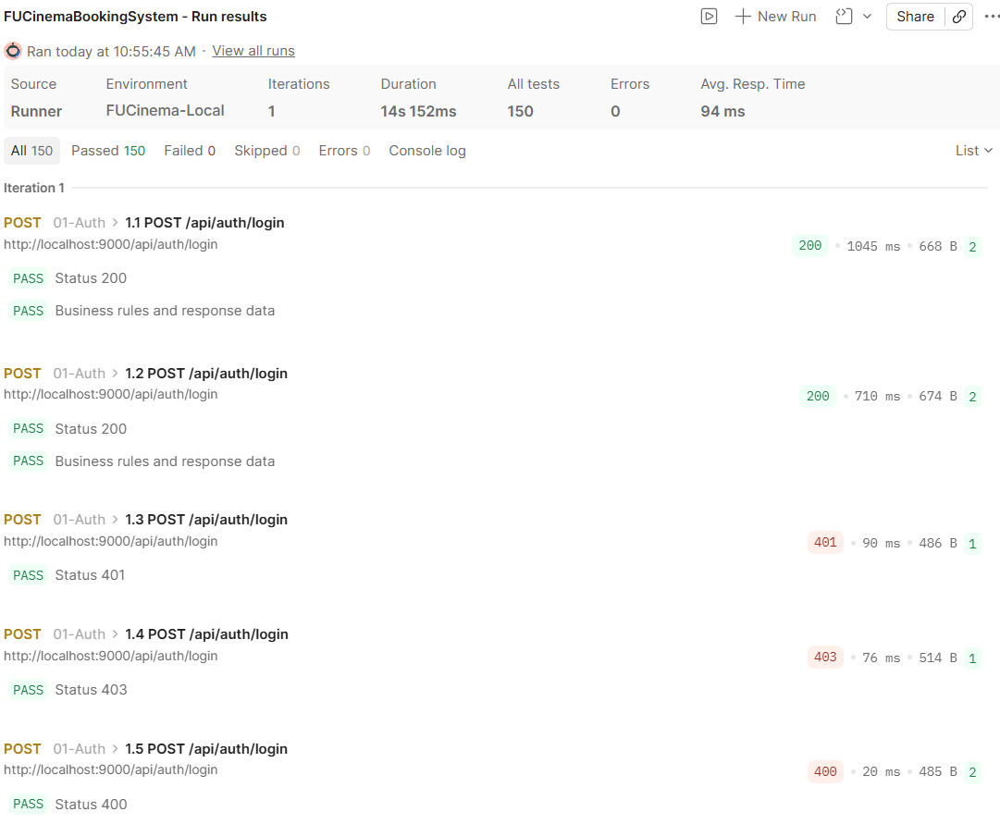 FUCinemaBookingSystem - Run results
New Run
Share
Ran today at 10:55:45 AM · View all runs
Source Environment Iterations Duration All tests Errors Avg. Resp. Time
Runner FUCinema-Local 1 14s 152ms 150 0 94 ms
All 150 Passed 150 Failed 0 Skipped 0 Errors 0 Console log List
Iteration 1
POST 01-Auth > 1.1 POST /api/auth/login
http://localhost:9000/api/auth/login 200 • 1045 ms • 668 B 2
PASS Status 200
PASS Business rules and response data
POST 01-Auth > 1.2 POST /api/auth/login
http://localhost:9000/api/auth/login 200 • 710 ms • 674 B 2
PASS Status 200
PASS Business rules and response data
POST 01-Auth > 1.3 POST /api/auth/login
http://localhost:9000/api/auth/login 401 • 90 ms • 486 B 1
PASS Status 401
POST 01-Auth > 1.4 POST /api/auth/login
http://localhost:9000/api/auth/login 403 • 76 ms • 514 B 1
PASS Status 403
POST 01-Auth > 1.5 POST /api/auth/login
http://localhost:9000/api/auth/login 400 • 20 ms • 485 B 2
PASS Status 400